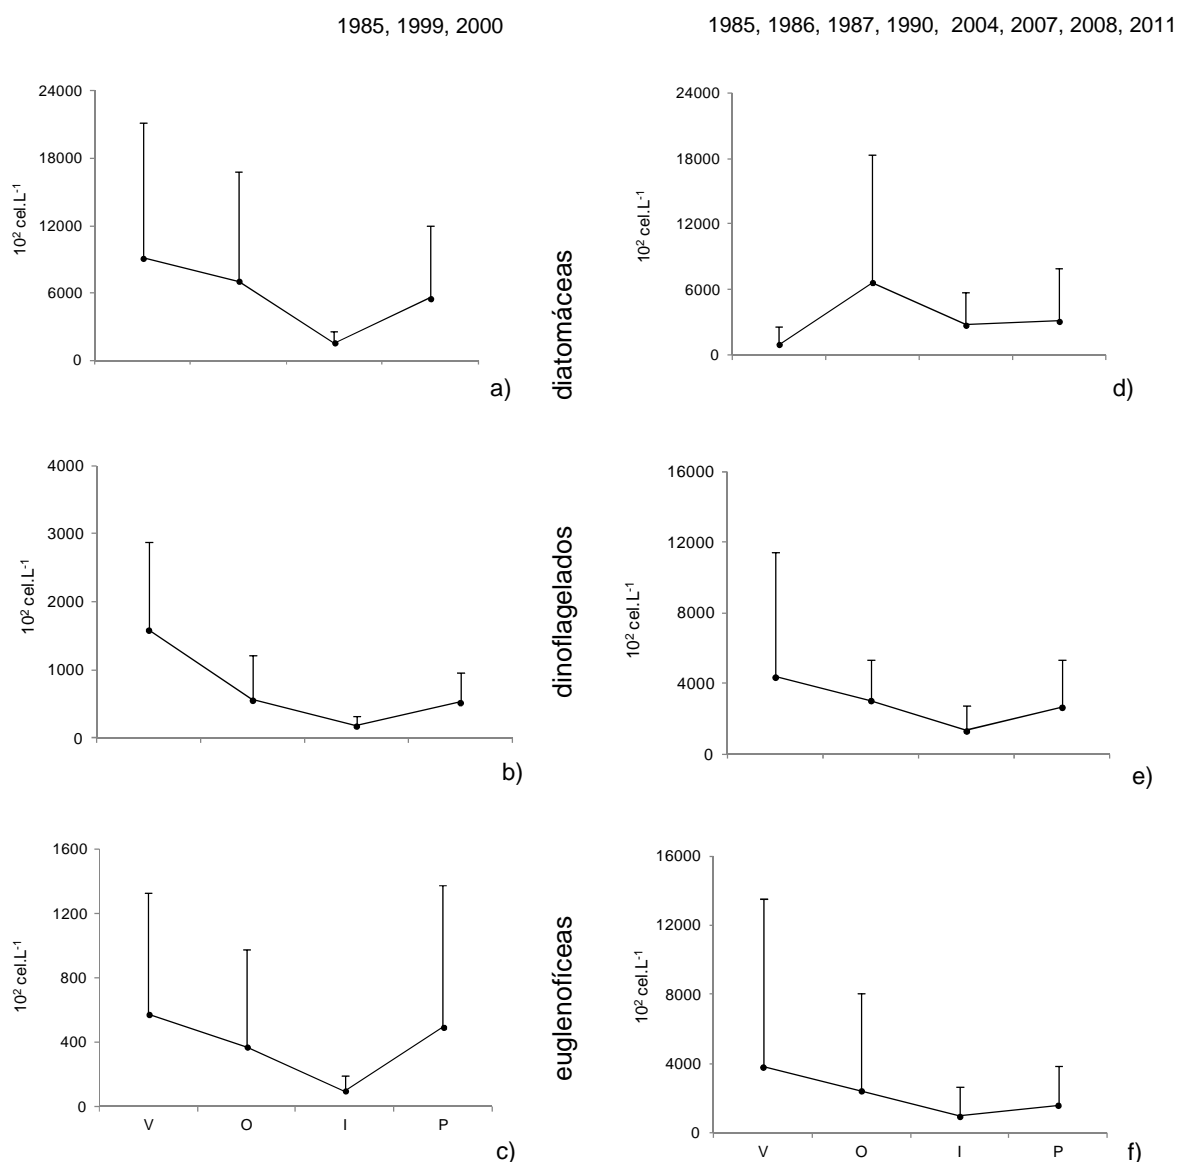 1985, 1999, 2000
1985, 1986, 1987, 1990, 2004, 2007, 2008, 2011
24000
18000
12000
6000
0
10² cel.L⁻¹
a)
diatomáceas
24000
18000
12000
6000
0
10² cel.L⁻¹
d)
4000
3000
2000
1000
0
10² cel.L⁻¹
b)
dinoflagelados
16000
12000
8000
4000
0
10² cel.L⁻¹
e)
1600
1200
800
400
0
10² cel.L⁻¹
V O I P
c)
euglenofíceas
16000
12000
8000
4000
0
10² cel.L⁻¹
V O I P
f)